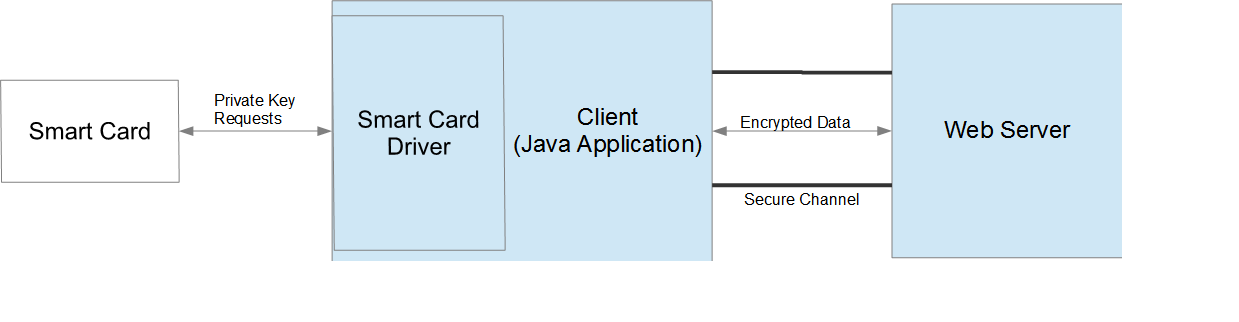 Smart Card
Private Key
Requests
Smart Card
Driver
Client
(Java Application)
Encrypted Data
Secure Channel
Web Server